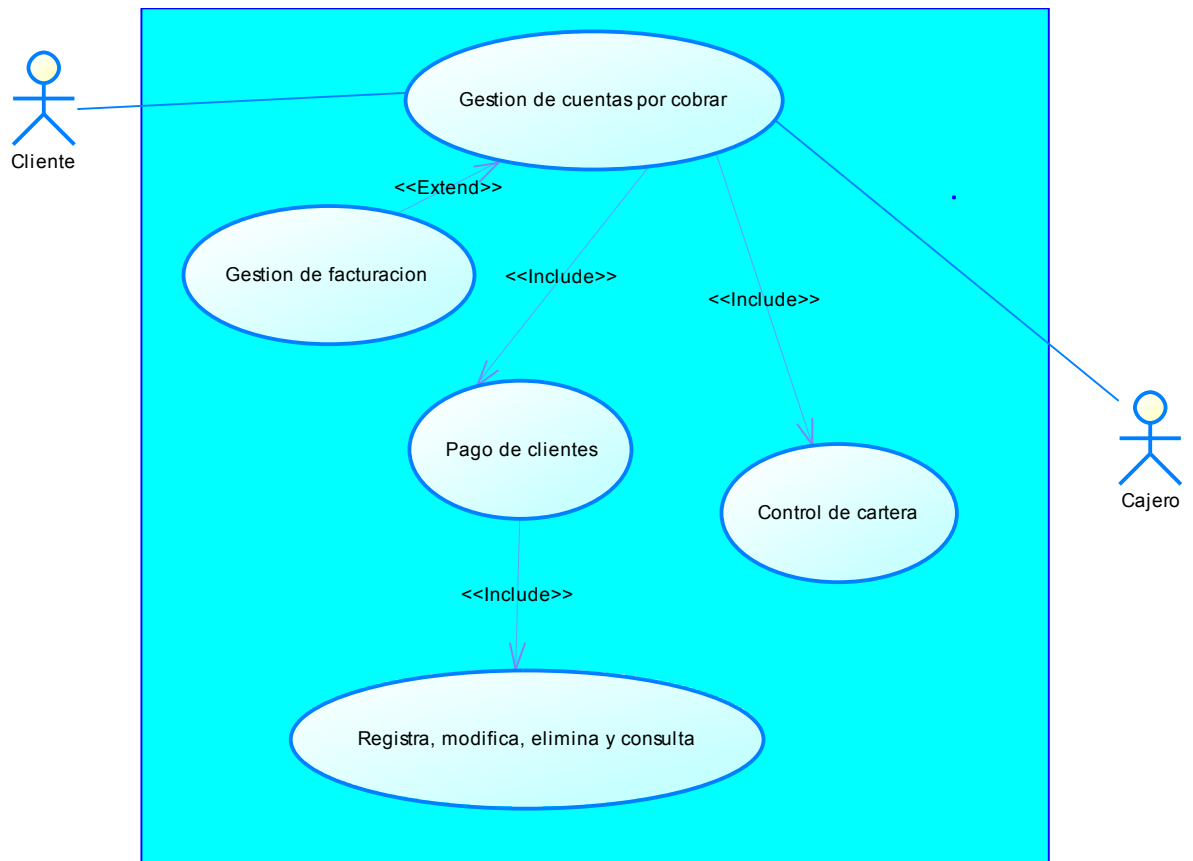 Gestion de cuentas por cobrar
Cliente
<<Extend>>
Gestion de facturacion
<<Include>>
<<Include>>
Pago de clientes
Cajero
Control de cartera
<<Include>>
Registra, modifica, elimina y consulta